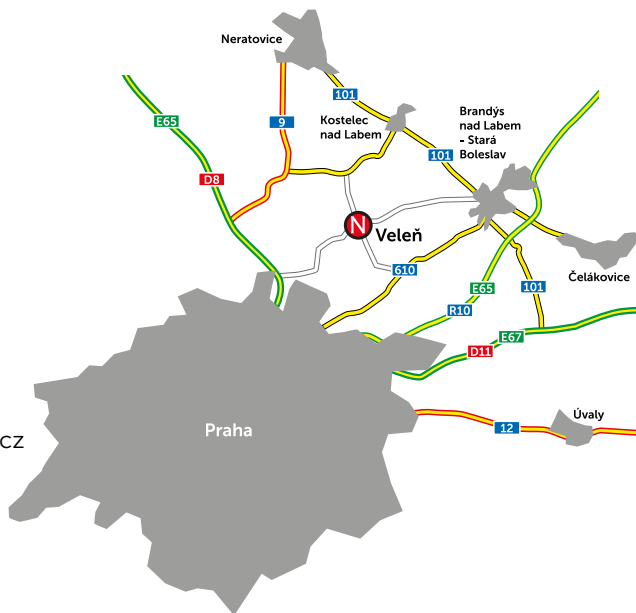 Neratovice
101
E65
9
Kostelec
nad Labem
Brandýs
nad Labem
- Stará
Boleslav
101
D8
N
Veleň
610
Čelákovice
E65
101
R10
E67
D11
Úvaly
12
Praha
CZ